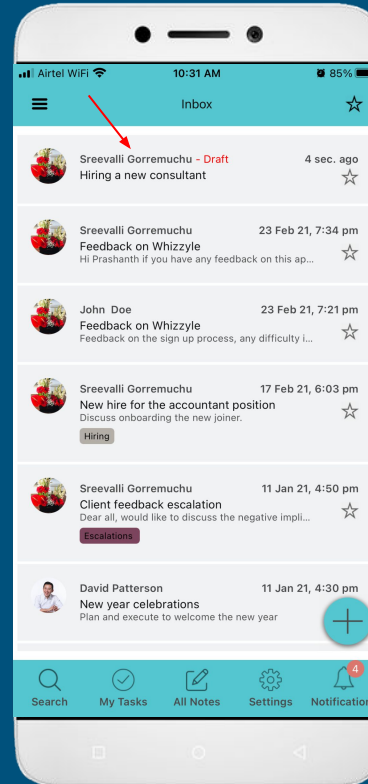 Airtel WiFi 10:31 AM 85%
Inbox
Sreevalli Gorremuchu - Draft 4 sec. ago
Hiring a new consultant
Sreevalli Gorremuchu 23 Feb 21, 7:34 pm
Feedback on Whizzyle
Hi Prashanth if you have any feedback on this ap...
John Doe 23 Feb 21, 7:21 pm
Feedback on Whizzyle
Feedback on the sign up process, any difficulty i...
Sreevalli Gorremuchu 17 Feb 21, 6:03 pm
New hire for the accountant position
Discuss onboarding the new joiner.
Hiring
Sreevalli Gorremuchu 11 Jan 21, 4:50 pm
Client feedback escalation
Dear all, would like to discuss the negative impli...
Escalations
David Patterson 11 Jan 21, 4:30 pm
New year celebrations
Plan and execute to welcome the new year
4
Search My Tasks All Notes Settings Notification